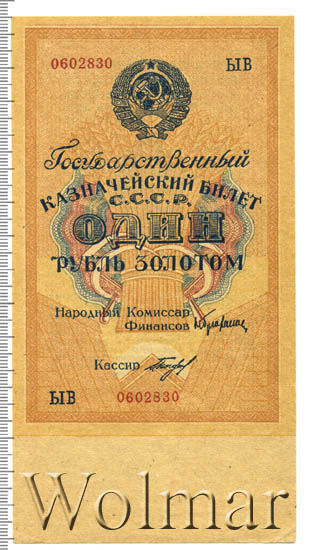 0602830 ЫВ
Государственный
КАЗНАЧЕЙСКИЙ БИЛЕТ
С.С.С.Р.
ОДИН
РУБЛЬ ЗОЛОТОМ
Народный Комиссар
Финансов
Кассир
ЫВ 0602830
Wolmar